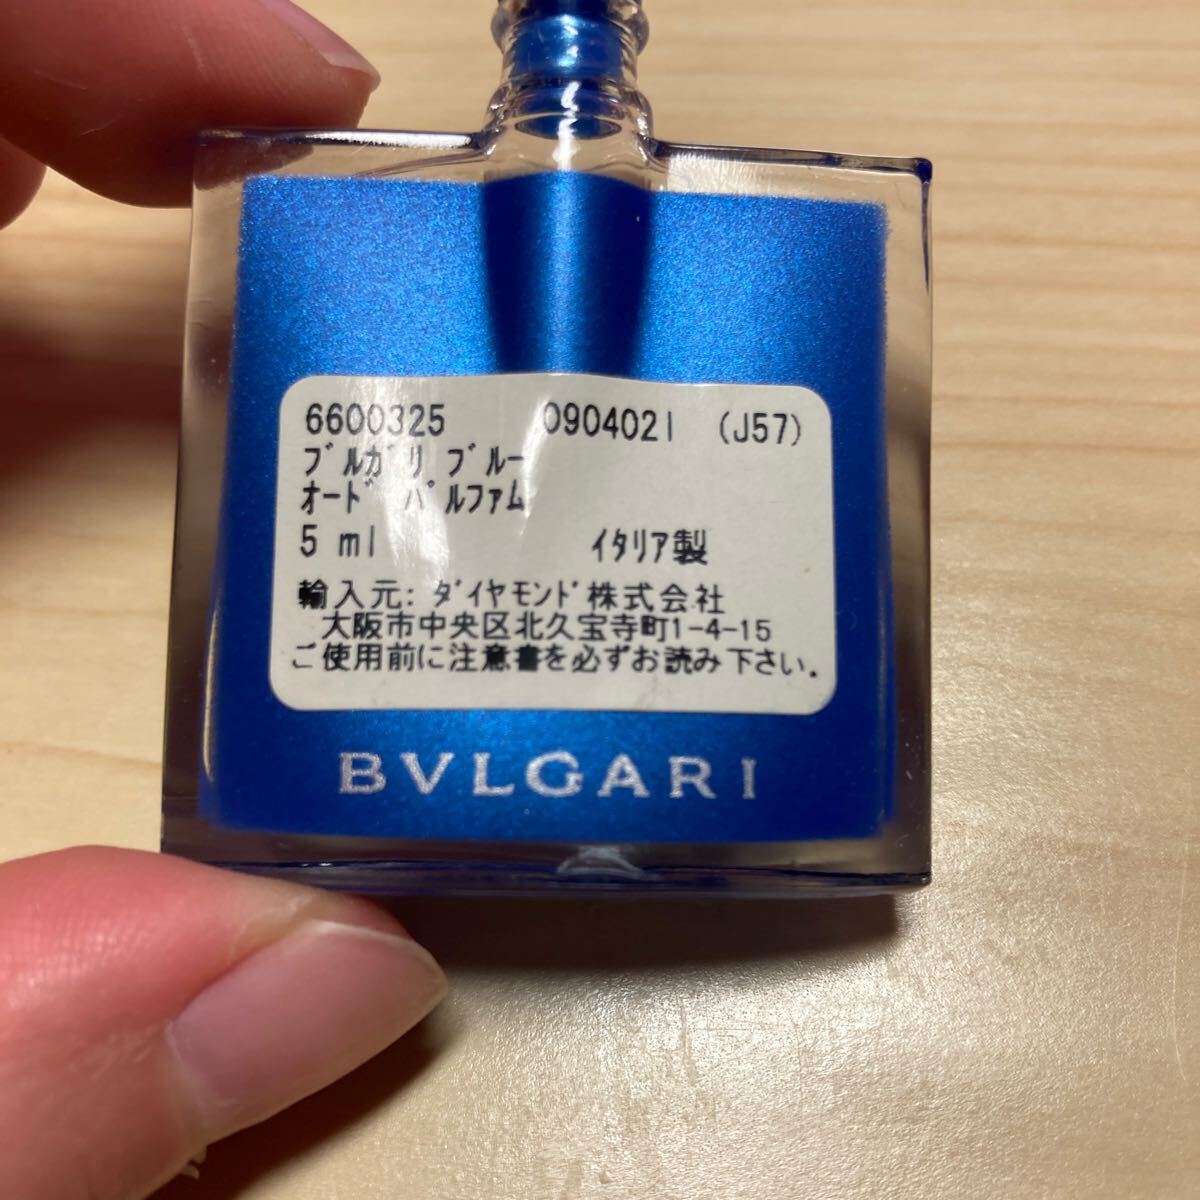 6600325 0904021 (J57)
ﾌﾞﾙｶﾞﾘ ﾌﾞﾙｰ
ｵｰﾄﾞ ﾊﾟﾙﾌｧﾑ
5 ml ｲﾀﾘｱ製
輸入元: ﾀﾞｲﾔﾓﾝﾄﾞ株式会社
大阪市中央区北久宝寺町1-4-15
ご使用前に注意書を必ずお読み下さい.
BVLGARI